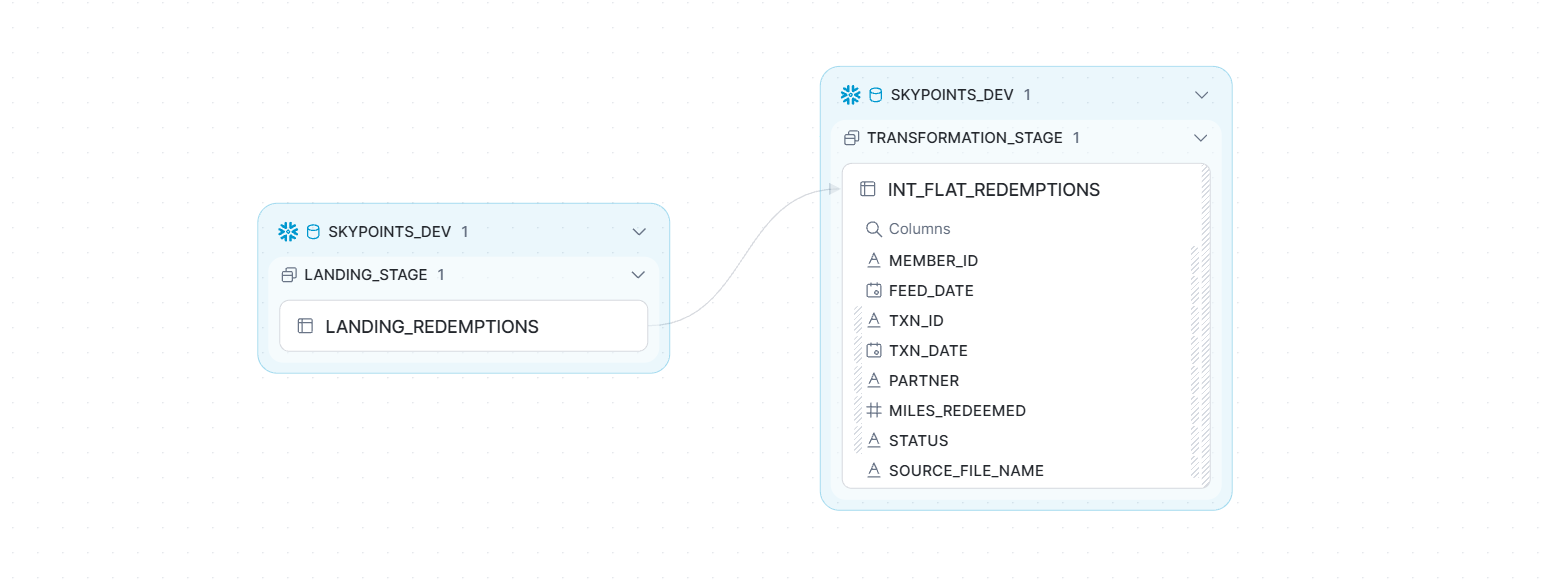 SKYPOINTS_DEV 1
LANDING_STAGE 1
LANDING_REDEMPTIONS
SKYPOINTS_DEV 1
TRANSFORMATION_STAGE 1
INT_FLAT_REDEMPTIONS
Columns
MEMBER_ID
FEED_DATE
TXN_ID
TXN_DATE
PARTNER
MILES_REDEEMED
STATUS
SOURCE_FILE_NAME